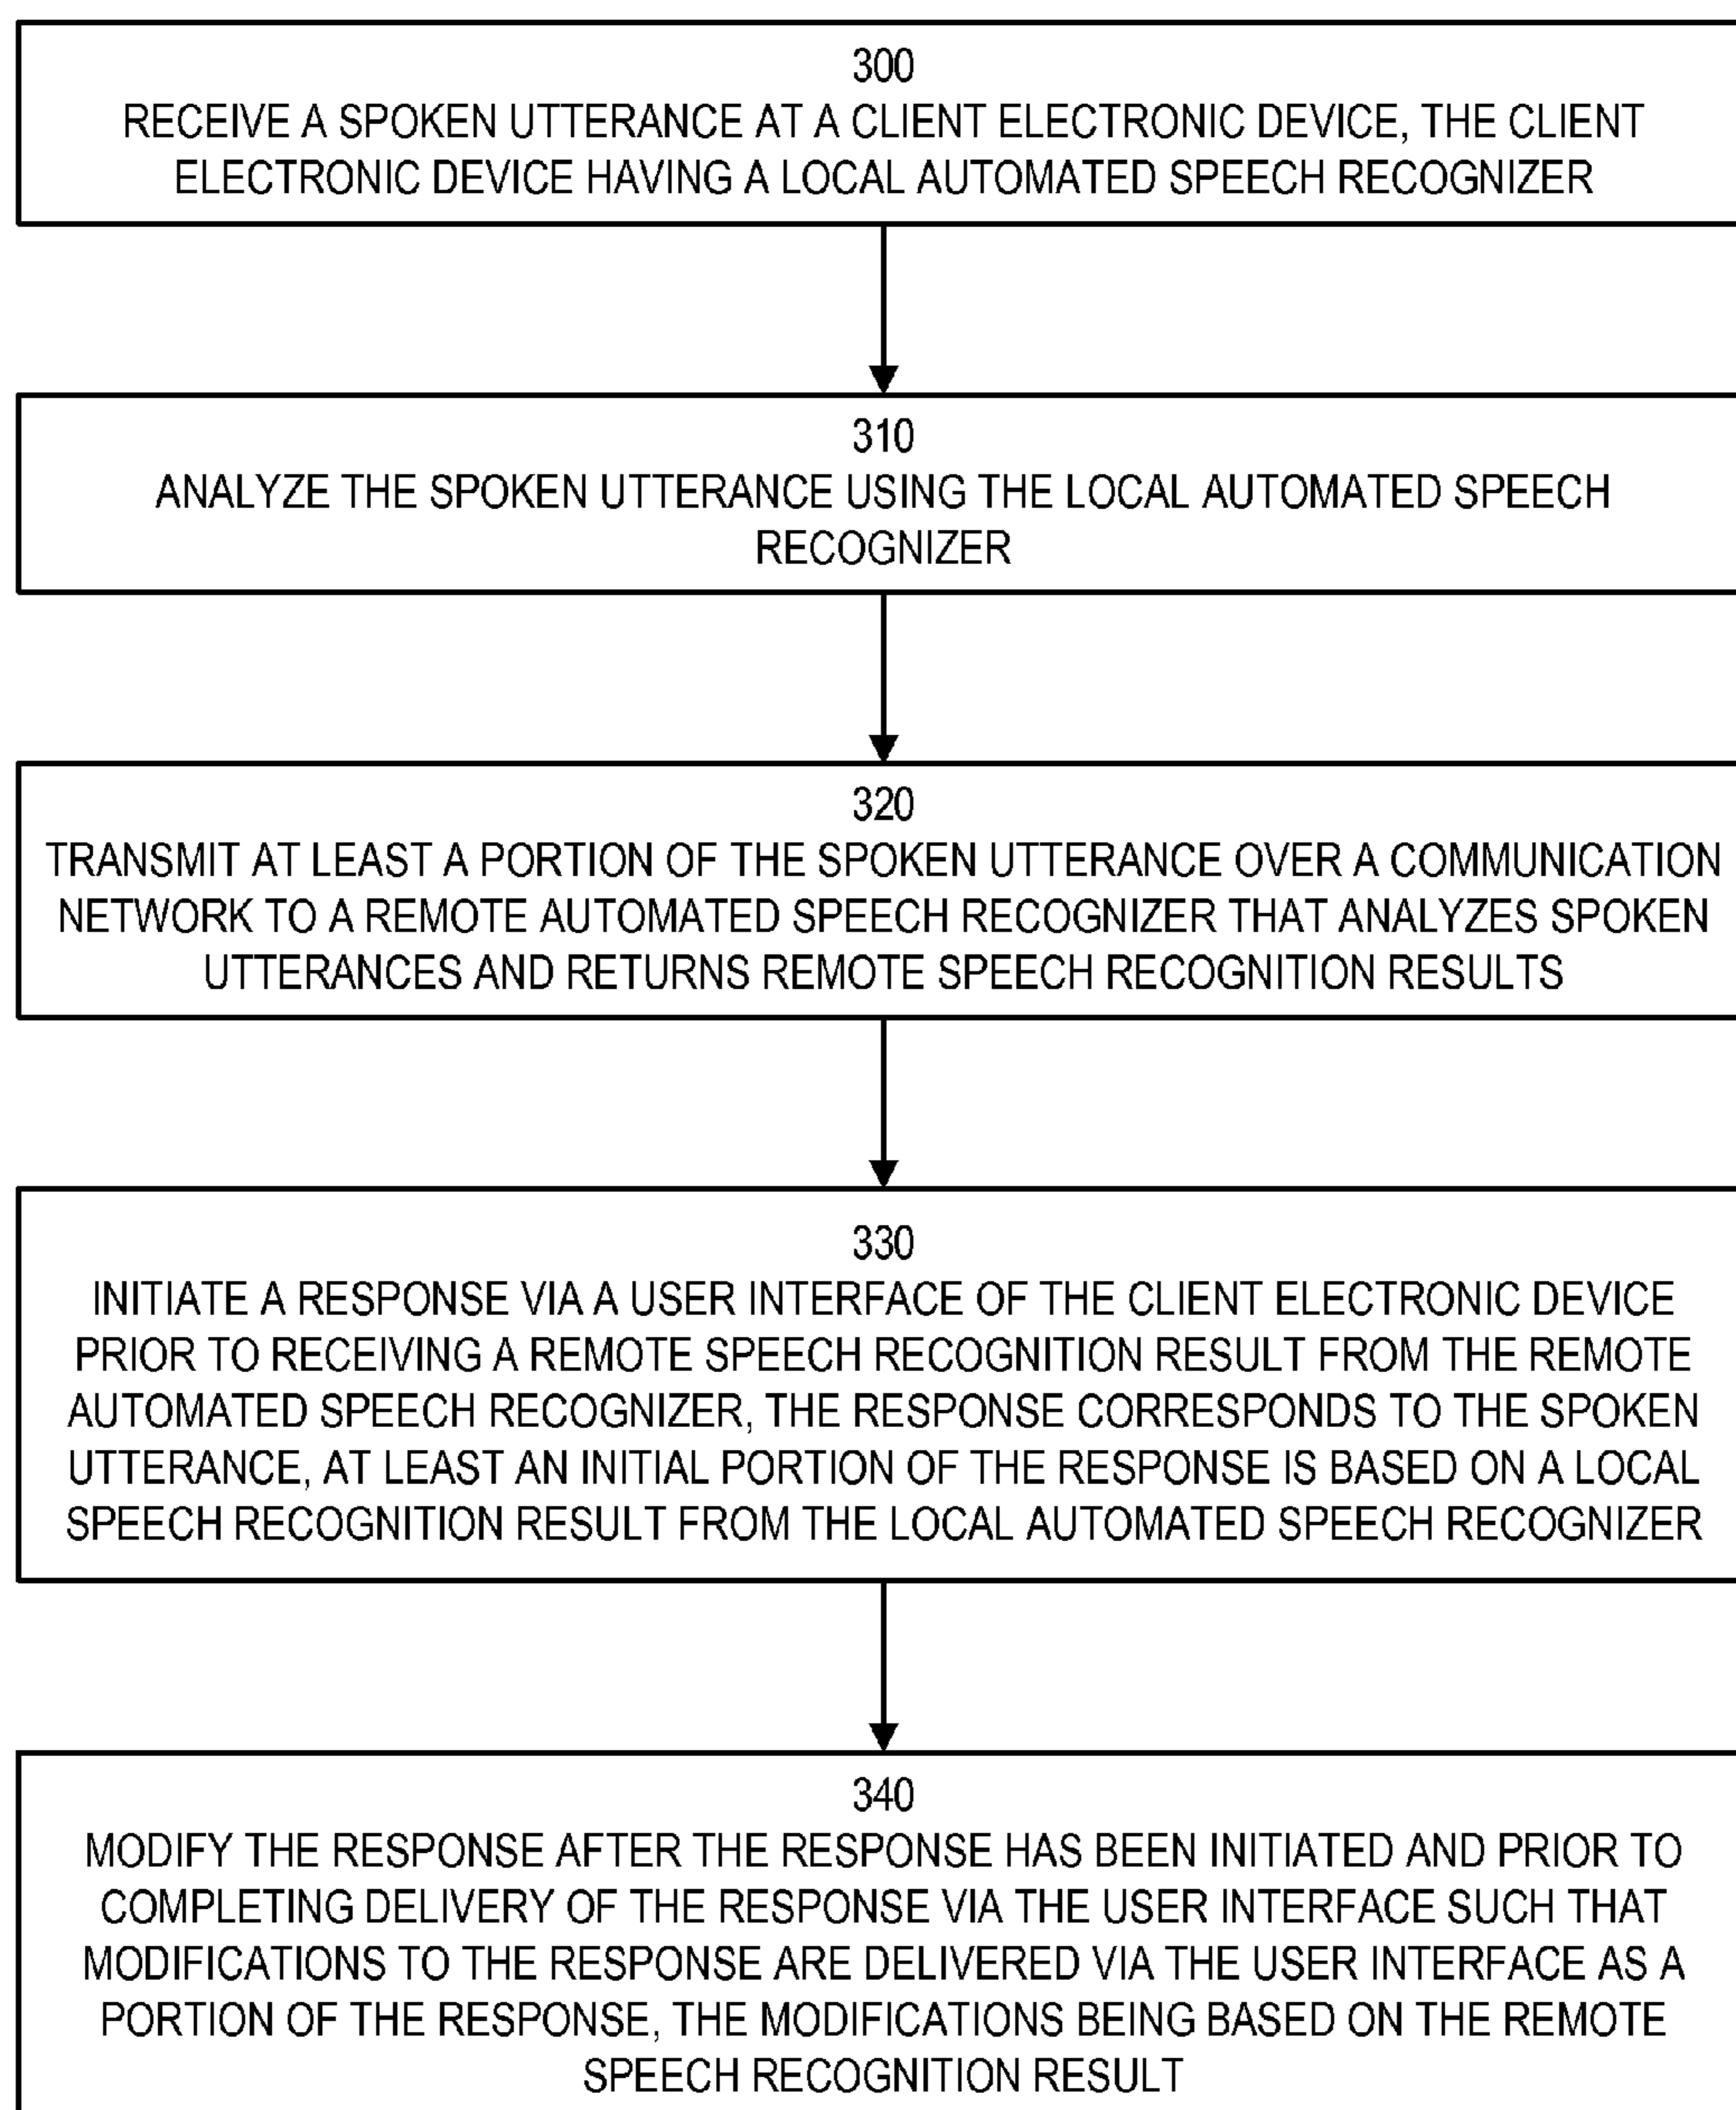 300
RECEIVE A SPOKEN UTTERANCE AT A CLIENT ELECTRONIC DEVICE, THE CLIENT
ELECTRONIC DEVICE HAVING A LOCAL AUTOMATED SPEECH RECOGNIZER
310
ANALYZE THE SPOKEN UTTERANCE USING THE LOCAL AUTOMATED SPEECH
RECOGNIZER
320
TRANSMIT AT LEAST A PORTION OF THE SPOKEN UTTERANCE OVER A COMMUNICATION
NETWORK TO A REMOTE AUTOMATED SPEECH RECOGNIZER THAT ANALYZES SPOKEN
UTTERANCES AND RETURNS REMOTE SPEECH RECOGNITION RESULTS
330
INITIATE A RESPONSE VIA A USER INTERFACE OF THE CLIENT ELECTRONIC DEVICE
PRIOR TO RECEIVING A REMOTE SPEECH RECOGNITION RESULT FROM THE REMOTE
AUTOMATED SPEECH RECOGNIZER, THE RESPONSE CORRESPONDS TO THE SPOKEN
UTTERANCE, AT LEAST AN INITIAL PORTION OF THE RESPONSE IS BASED ON A LOCAL
SPEECH RECOGNITION RESULT FROM THE LOCAL AUTOMATED SPEECH RECOGNIZER
340
MODIFY THE RESPONSE AFTER THE RESPONSE HAS BEEN INITIATED AND PRIOR TO
COMPLETING DELIVERY OF THE RESPONSE VIA THE USER INTERFACE SUCH THAT
MODIFICATIONS TO THE RESPONSE ARE DELIVERED VIA THE USER INTERFACE AS A
PORTION OF THE RESPONSE, THE MODIFICATIONS BEING BASED ON THE REMOTE
SPEECH RECOGNITION RESULT